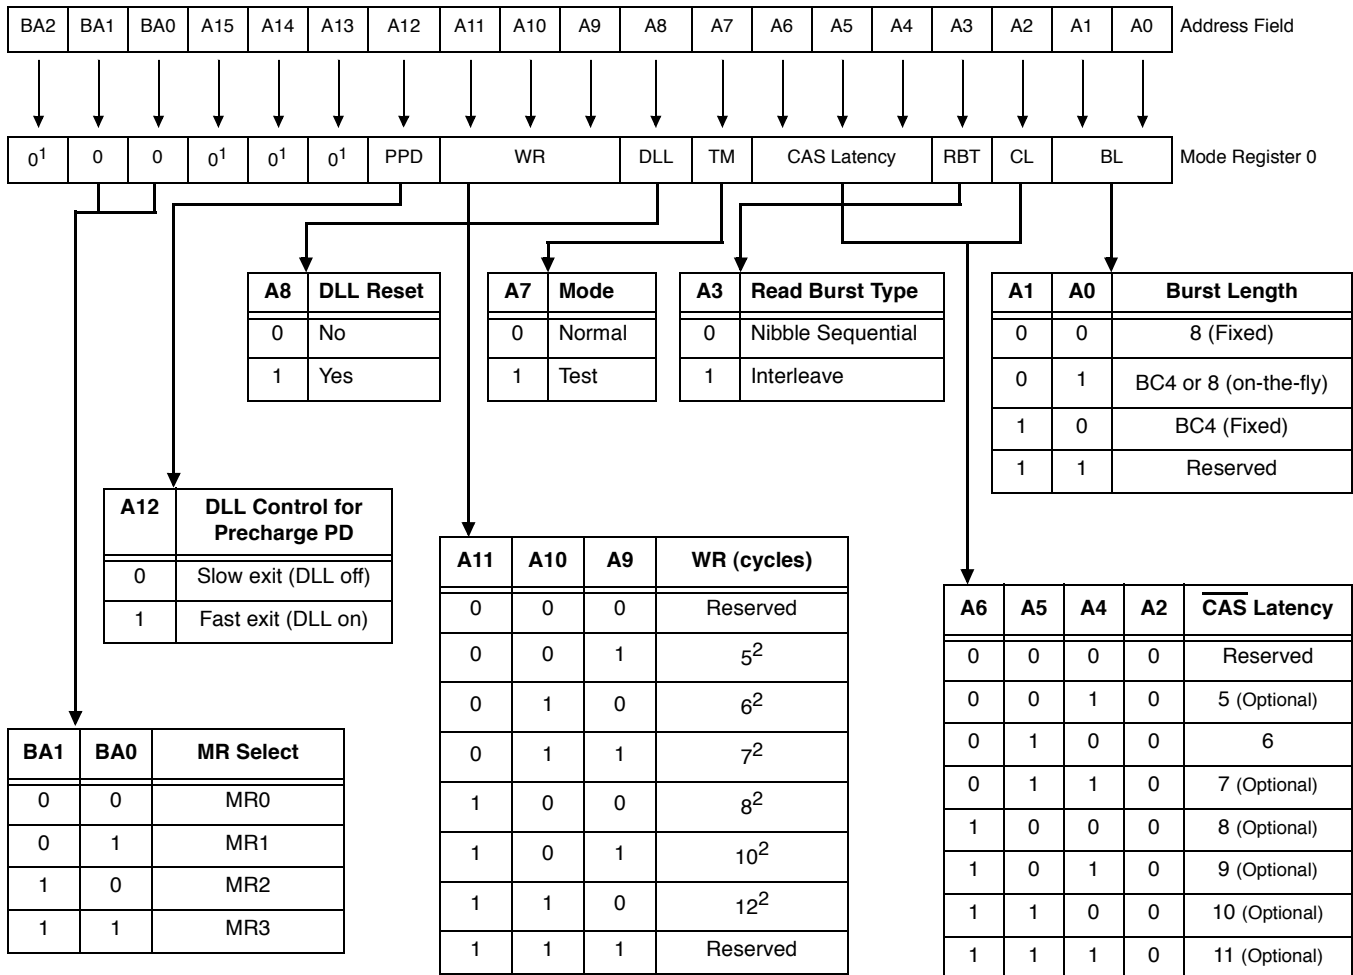 BA2 BA1 BA0 A15 A14 A13 A12 A11 A10 A9 A8 A7 A6 A5 A4 A3 A2 A1 A0 Address Field
0¹ 0 0 0¹ 0¹ 0¹ PPD WR DLL TM CAS Latency RBT CL BL Mode Register 0
A8 DLL Reset
0 No
1 Yes
A7 Mode
0 Normal
1 Test
A3 Read Burst Type
0 Nibble Sequential
1 Interleave
A1 A0 Burst Length
0 0 8 (Fixed)
0 1 BC4 or 8 (on-the-fly)
1 0 BC4 (Fixed)
1 1 Reserved
A12 DLL Control for
Precharge PD
0 Slow exit (DLL off)
1 Fast exit (DLL on)
A11 A10 A9 WR (cycles)
0 0 0 Reserved
0 0 1 5²
0 1 0 6²
0 1 1 7²
1 0 0 8²
1 0 1 10²
1 1 0 12²
1 1 1 Reserved
A6 A5 A4 A2 C̅A̅S̅ Latency
0 0 0 0 Reserved
0 0 1 0 5 (Optional)
0 1 0 0 6
0 1 1 0 7 (Optional)
1 0 0 0 8 (Optional)
1 0 1 0 9 (Optional)
1 1 0 0 10 (Optional)
1 1 1 0 11 (Optional)
BA1 BA0 MR Select
0 0 MR0
0 1 MR1
1 0 MR2
1 1 MR3